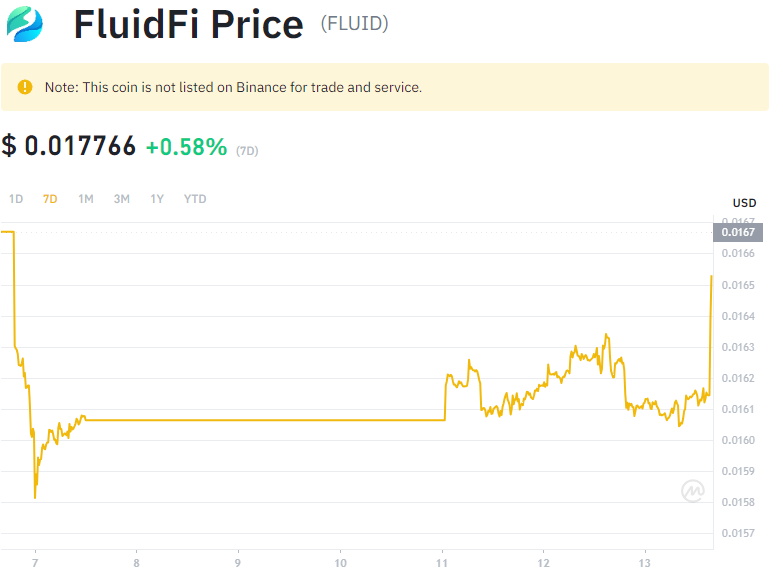 FluidFi Price (FLUID)
Note: This coin is not listed on Binance for trade and service.
$ 0.017766 +0.58% (7D)
1D 7D 1M 3M 1Y YTD
USD
0.0167
0.0167
0.0166
0.0165
0.0164
0.0163
0.0162
0.0161
0.0160
0.0159
0.0158
0.0157
7 8 9 10 11 12 13